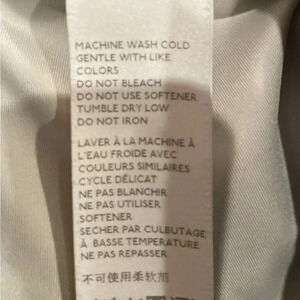 MACHINE WASH COLD
GENTLE WITH LIKE
COLORS
DO NOT BLEACH
DO NOT USE SOFTENER
TUMBLE DRY LOW
DO NOT IRON
LAVER À LA MACHINE À
L'EAU FROIDE AVEC
COULEURS SIMILAIRES
CYCLE DÉLICAT
NE PAS BLANCHIR
NE PAS UTILISER
SOFTENER
SECHER PAR CULBUTAGE
À BASSE TEMPERATURE
NE PAS REPASSER
不可使用柔软剂